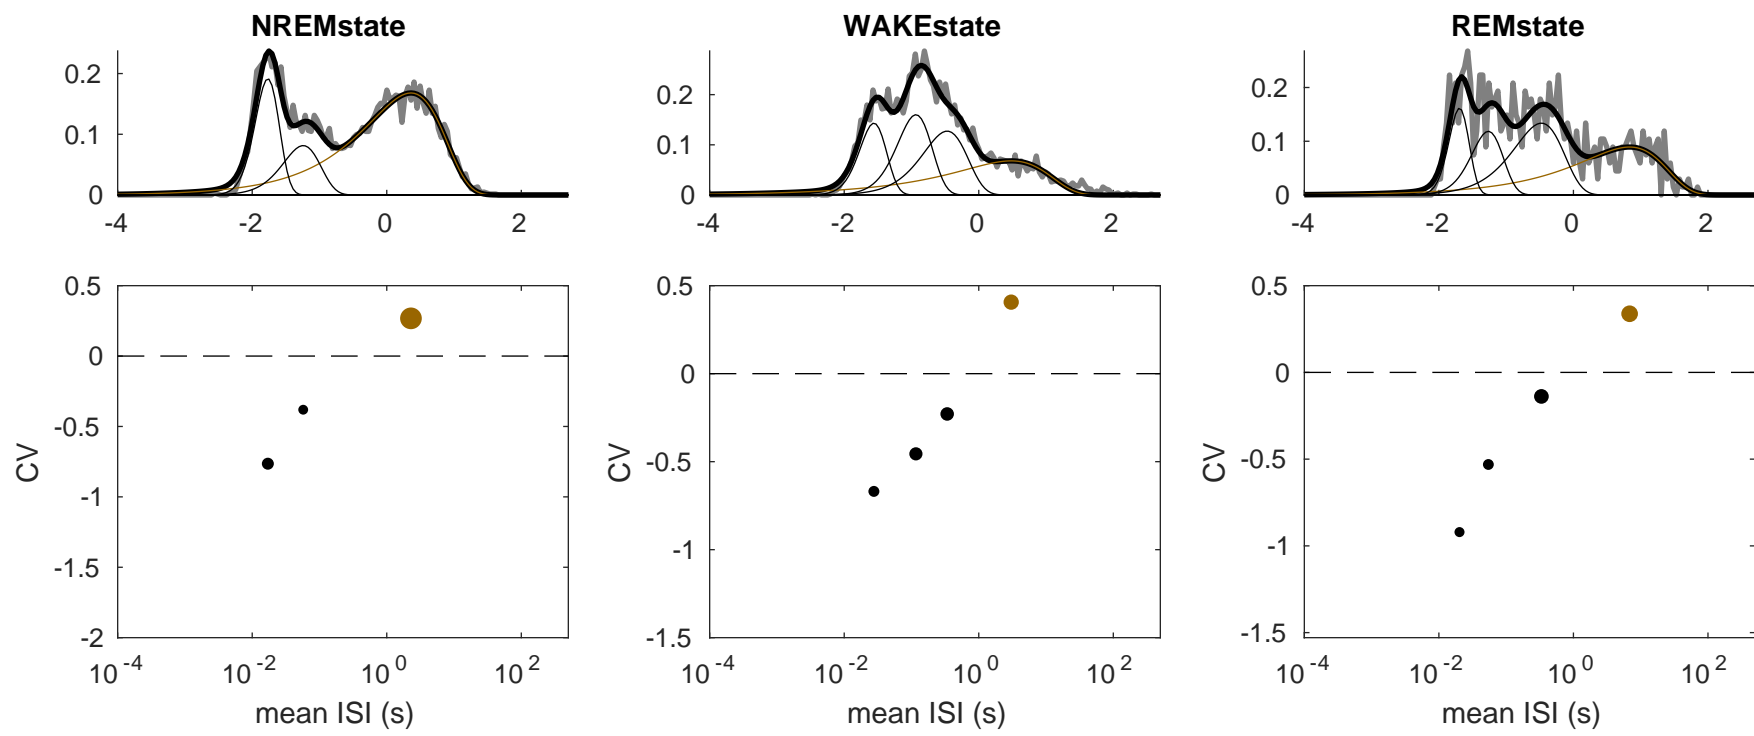 NREMstate WAKEstate REMstate
0.2 0.2 0.2
0.1 0.1 0.1
0 0 0
-4 -2 0 2 -4 -2 0 2 -4 -2 0 2
0.5 0.5 0.5
0 0 0
-0.5 -0.5 -0.5
-1 -1 -1
-1.5 -1.5 -1.5
-2
CV CV CV
10^-4 10^-2 10^0 10^2 10^-4 10^-2 10^0 10^2 10^-4 10^-2 10^0 10^2
mean ISI (s) mean ISI (s) mean ISI (s)